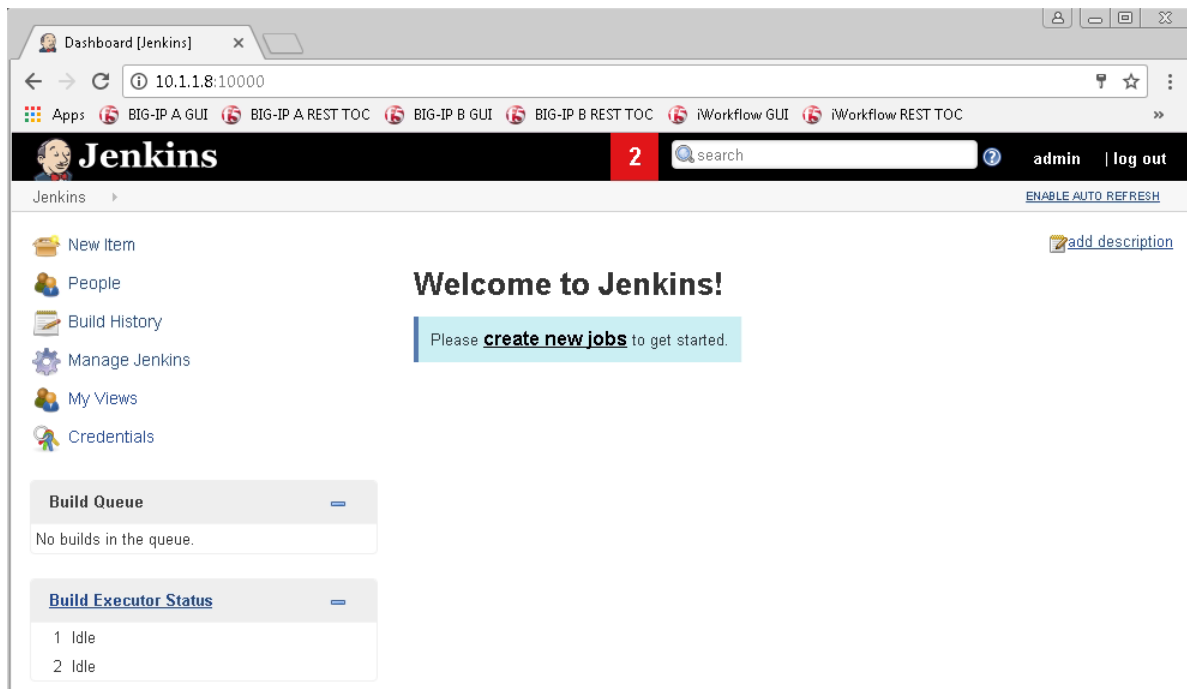 Dashboard [Jenkins]
10.1.1.8:10000
Apps BIG-IP A GUI BIG-IP A REST TOC BIG-IP B GUI BIG-IP B REST TOC iWorkflow GUI iWorkflow REST TOC »
Jenkins 2 search ? admin | log out
Jenkins ENABLE AUTO REFRESH
New Item add description
People
Welcome to Jenkins!
Build History
Please create new jobs to get started.
Manage Jenkins
My Views
Credentials
Build Queue
No builds in the queue.
Build Executor Status
1 Idle
2 Idle